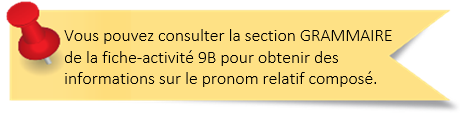 Vous pouvez consulter la section GRAMMAIRE
de la fiche-activité 9B pour obtenir des
informations sur le pronom relatif composé.